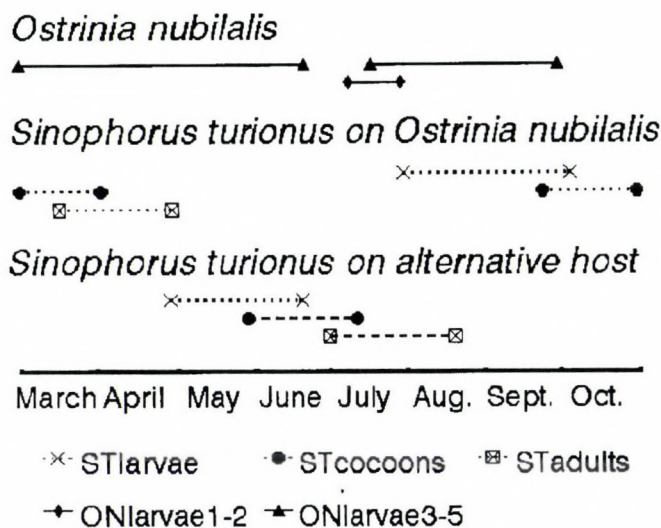 Ostrinia nubilalis
Sinophorus turionus on Ostrinia nubilalis
Sinophorus turionus on alternative host
March April May June July Aug. Sept. Oct.
STlarvae STcocoons STadults
ONlarvae1-2 ONlarvae3-5